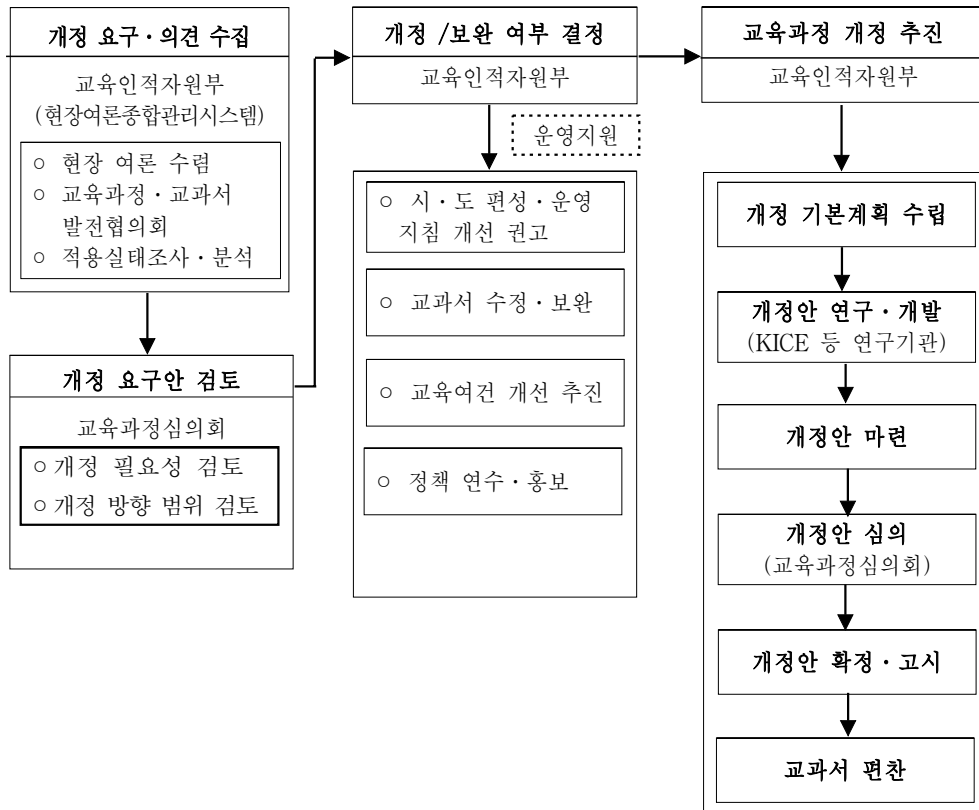 개정 요구·의견 수집
교육인적자원부
(현장여론종합관리시스템)
○ 현장 여론 수렴
○ 교육과정·교과서
발전협의회
○ 적용실태조사·분석
개정 요구안 검토
교육과정심의회
○ 개정 필요성 검토
○ 개정 방향 범위 검토
개정 /보완 여부 결정
교육인적자원부
운영지원
○ 시·도 편성·운영
지침 개선 권고
○ 교과서 수정·보완
○ 교육여건 개선 추진
○ 정책 연수·홍보
교육과정 개정 추진
교육인적자원부
개정 기본계획 수립
개정안 연구·개발
(KICE 등 연구기관)
개정안 마련
개정안 심의
(교육과정심의회)
개정안 확정·고시
교과서 편찬